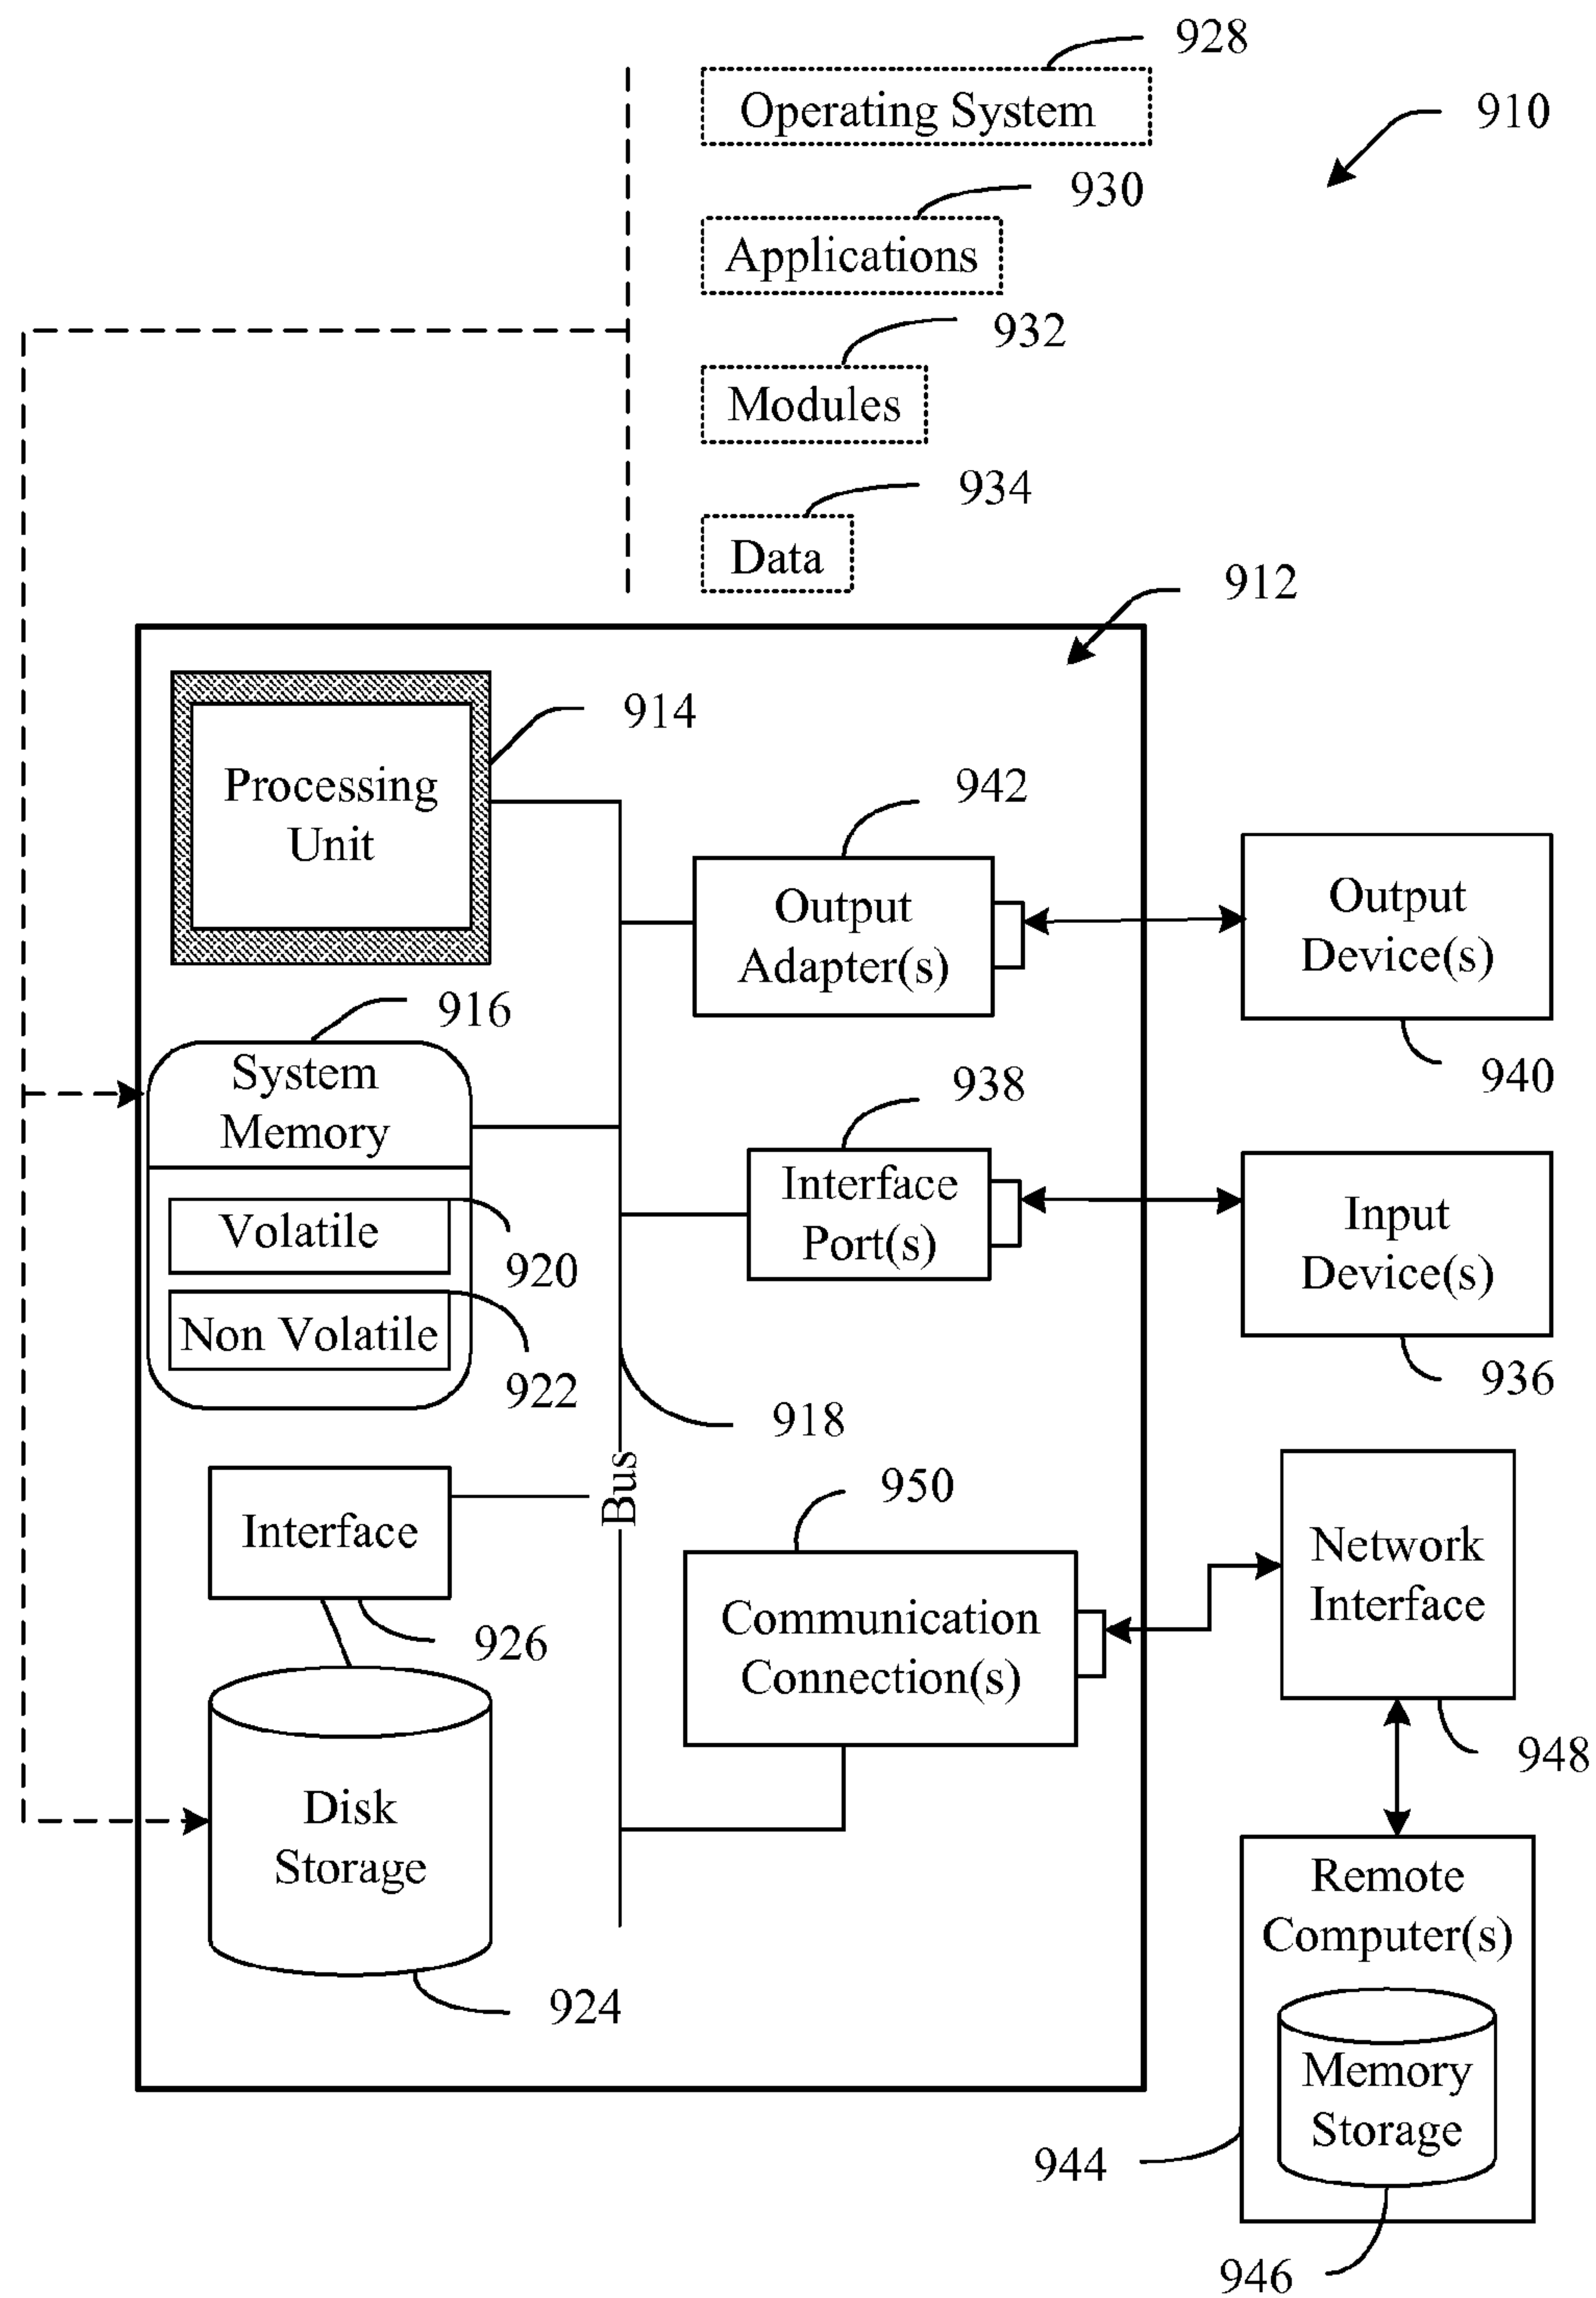 928
Operating System
910
930
Applications
932
Modules
934
Data
912
914
Processing
Unit
942
Output
Adapter(s)
Output
Device(s)
940
916
System
Memory
938
Interface
Port(s)
Input
Device(s)
936
Volatile
920
Non Volatile
922
918
Bus
950
Interface
926
Communication
Connection(s)
Network
Interface
948
Disk
Storage
924
Remote
Computer(s)
Memory
Storage
944
946